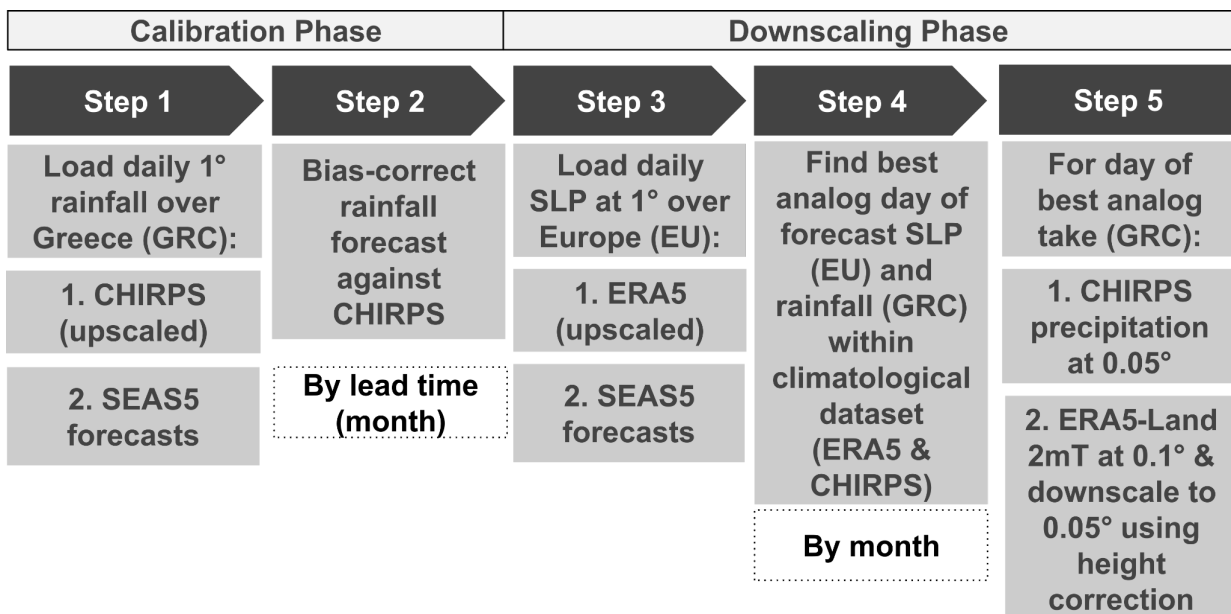 Calibration Phase
Downscaling Phase
Step 1
Step 2
Step 3
Step 4
Step 5
Load daily 1°
rainfall over
Greece (GRC):
1. CHIRPS
(upscaled)
2. SEAS5
forecasts
Bias-correct
rainfall
forecast
against
CHIRPS
By lead time
(month)
Load daily
SLP at 1° over
Europe (EU):
1. ERA5
(upscaled)
2. SEAS5
forecasts
Find best
analog day of
forecast SLP
(EU) and
rainfall (GRC)
within
climatological
dataset
(ERA5 &
CHIRPS)
By month
For day of
best analog
take (GRC):
1. CHIRPS
precipitation
at 0.05°
2. ERA5-Land
2mT at 0.1° &
downscale to
0.05° using
height
correction